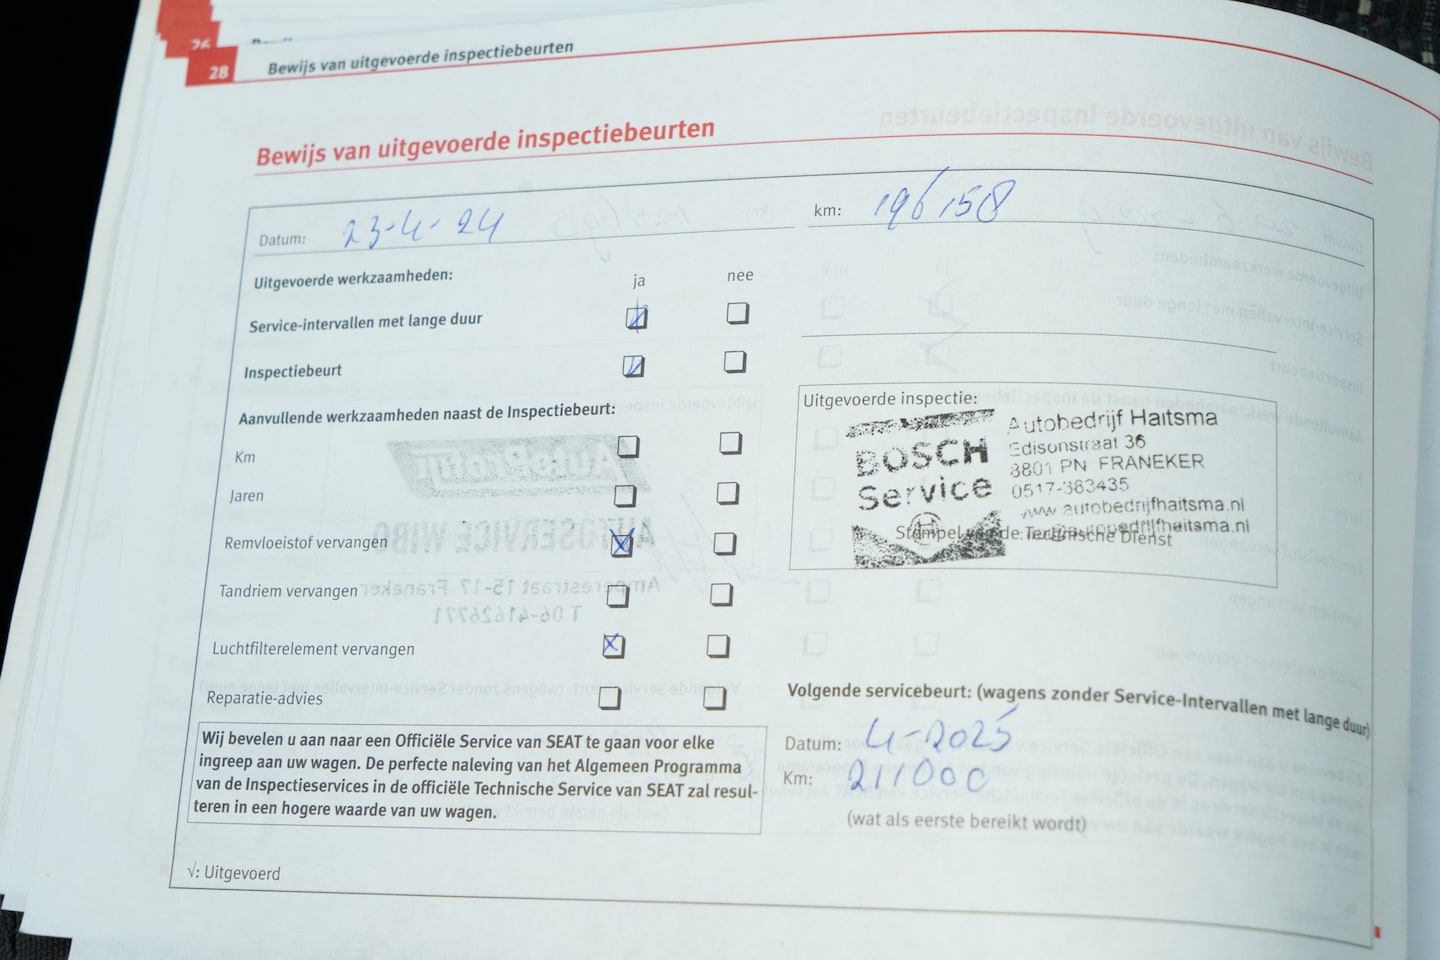 26
28 Bewijs van uitgevoerde inspectiebeurten
Bewijs van uitgevoerde inspectiebeurten
Datum: 23-4-24 km: 196158
Uitgevoerde werkzaamheden: ja nee
Service-intervallen met lange duur
Inspectiebeurt
Aanvullende werkzaamheden naast de Inspectiebeurt:
Km
Jaren
Remvloeistof vervangen
Tandriem vervangen
Luchtfilterelement vervangen
Reparatie-advies
Wij bevelen u aan naar een Officiële Service van SEAT te gaan voor elke
ingreep aan uw wagen. De perfecte naleving van het Algemeen Programma
van de Inspectieservices in de officiële Technische Service van SEAT zal resul-
teren in een hogere waarde van uw wagen.
√: Uitgevoerd
Uitgevoerde inspectie:
BOSCH
Service
Autobedrijf Haitsma
Edisonstraat 36
8801 PN FRANEKER
0517-383435
www.autobedrijfhaitsma.nl
Stempel van de Technische Dienst
Volgende servicebeurt: (wagens zonder Service-Intervallen met lange duur)
Datum: 4-2025
Km: 211000
(wat als eerste bereikt wordt)